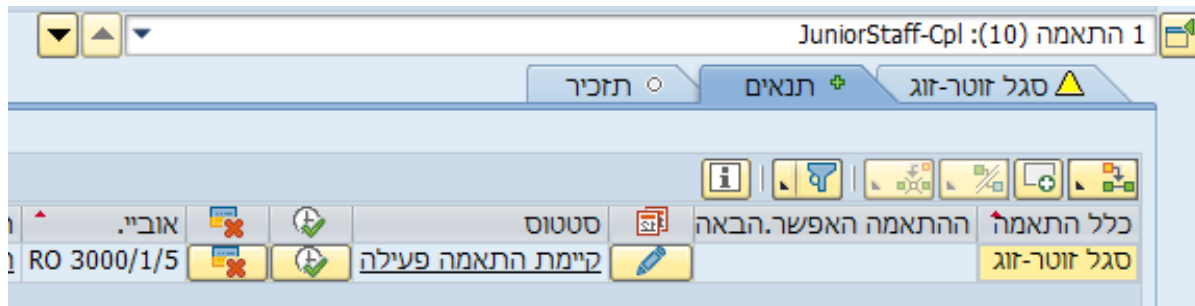 1 התאמה (10): JuniorStaff-Cpl
סגל זוטר-זוג תנאים תזכיר
כלל התאמה ההתאמה האפשר.הבאה סטטוס אוביי.
סגל זוטר-זוג קיימת התאמה פעילה RO 3000/1/5